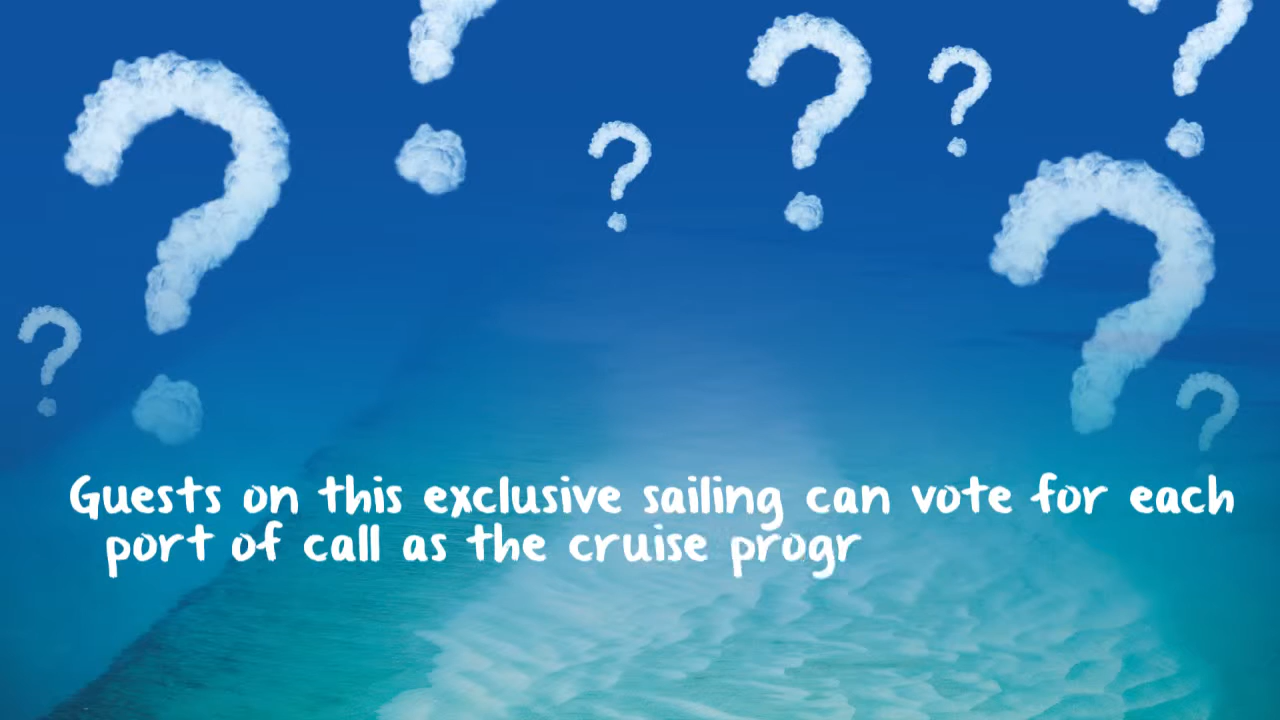 Guests on this exclusive sailing can vote for each
port of call as the cruise progr